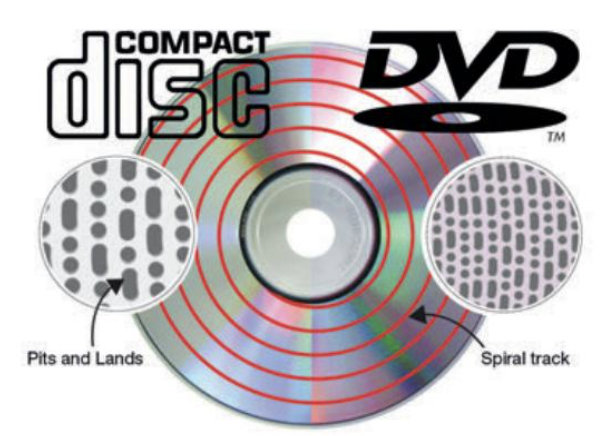 COMPACT
disc
DVD
TM
Pits and Lands
Spiral track